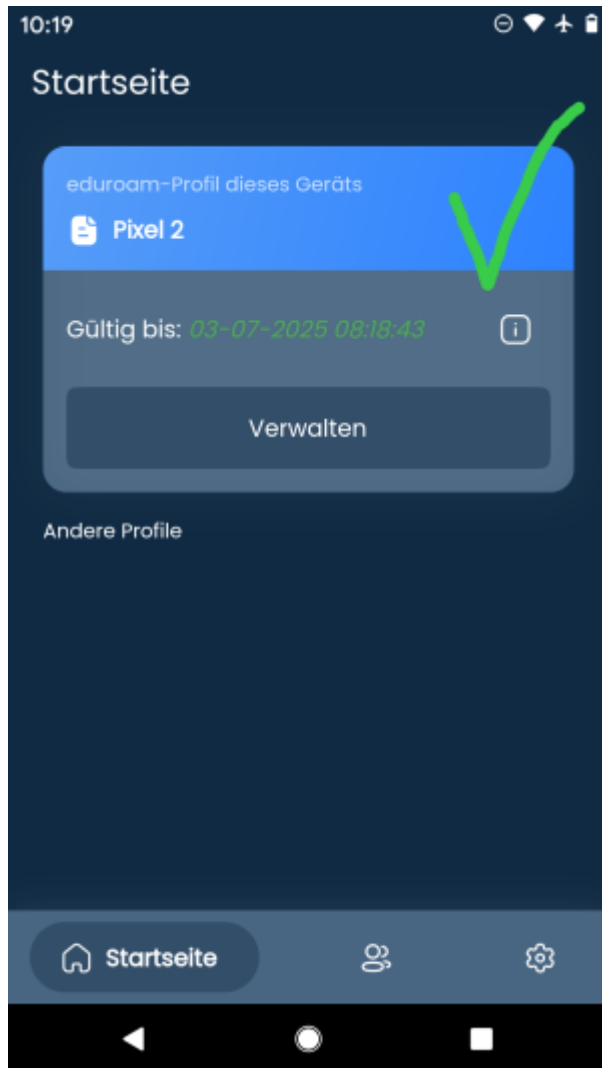 10:19
Startseite
eduroam-Profil dieses Geräts
Pixel 2
Gültig bis: 03-07-2025 08:18:43
Verwalten
Andere Profile
Startseite